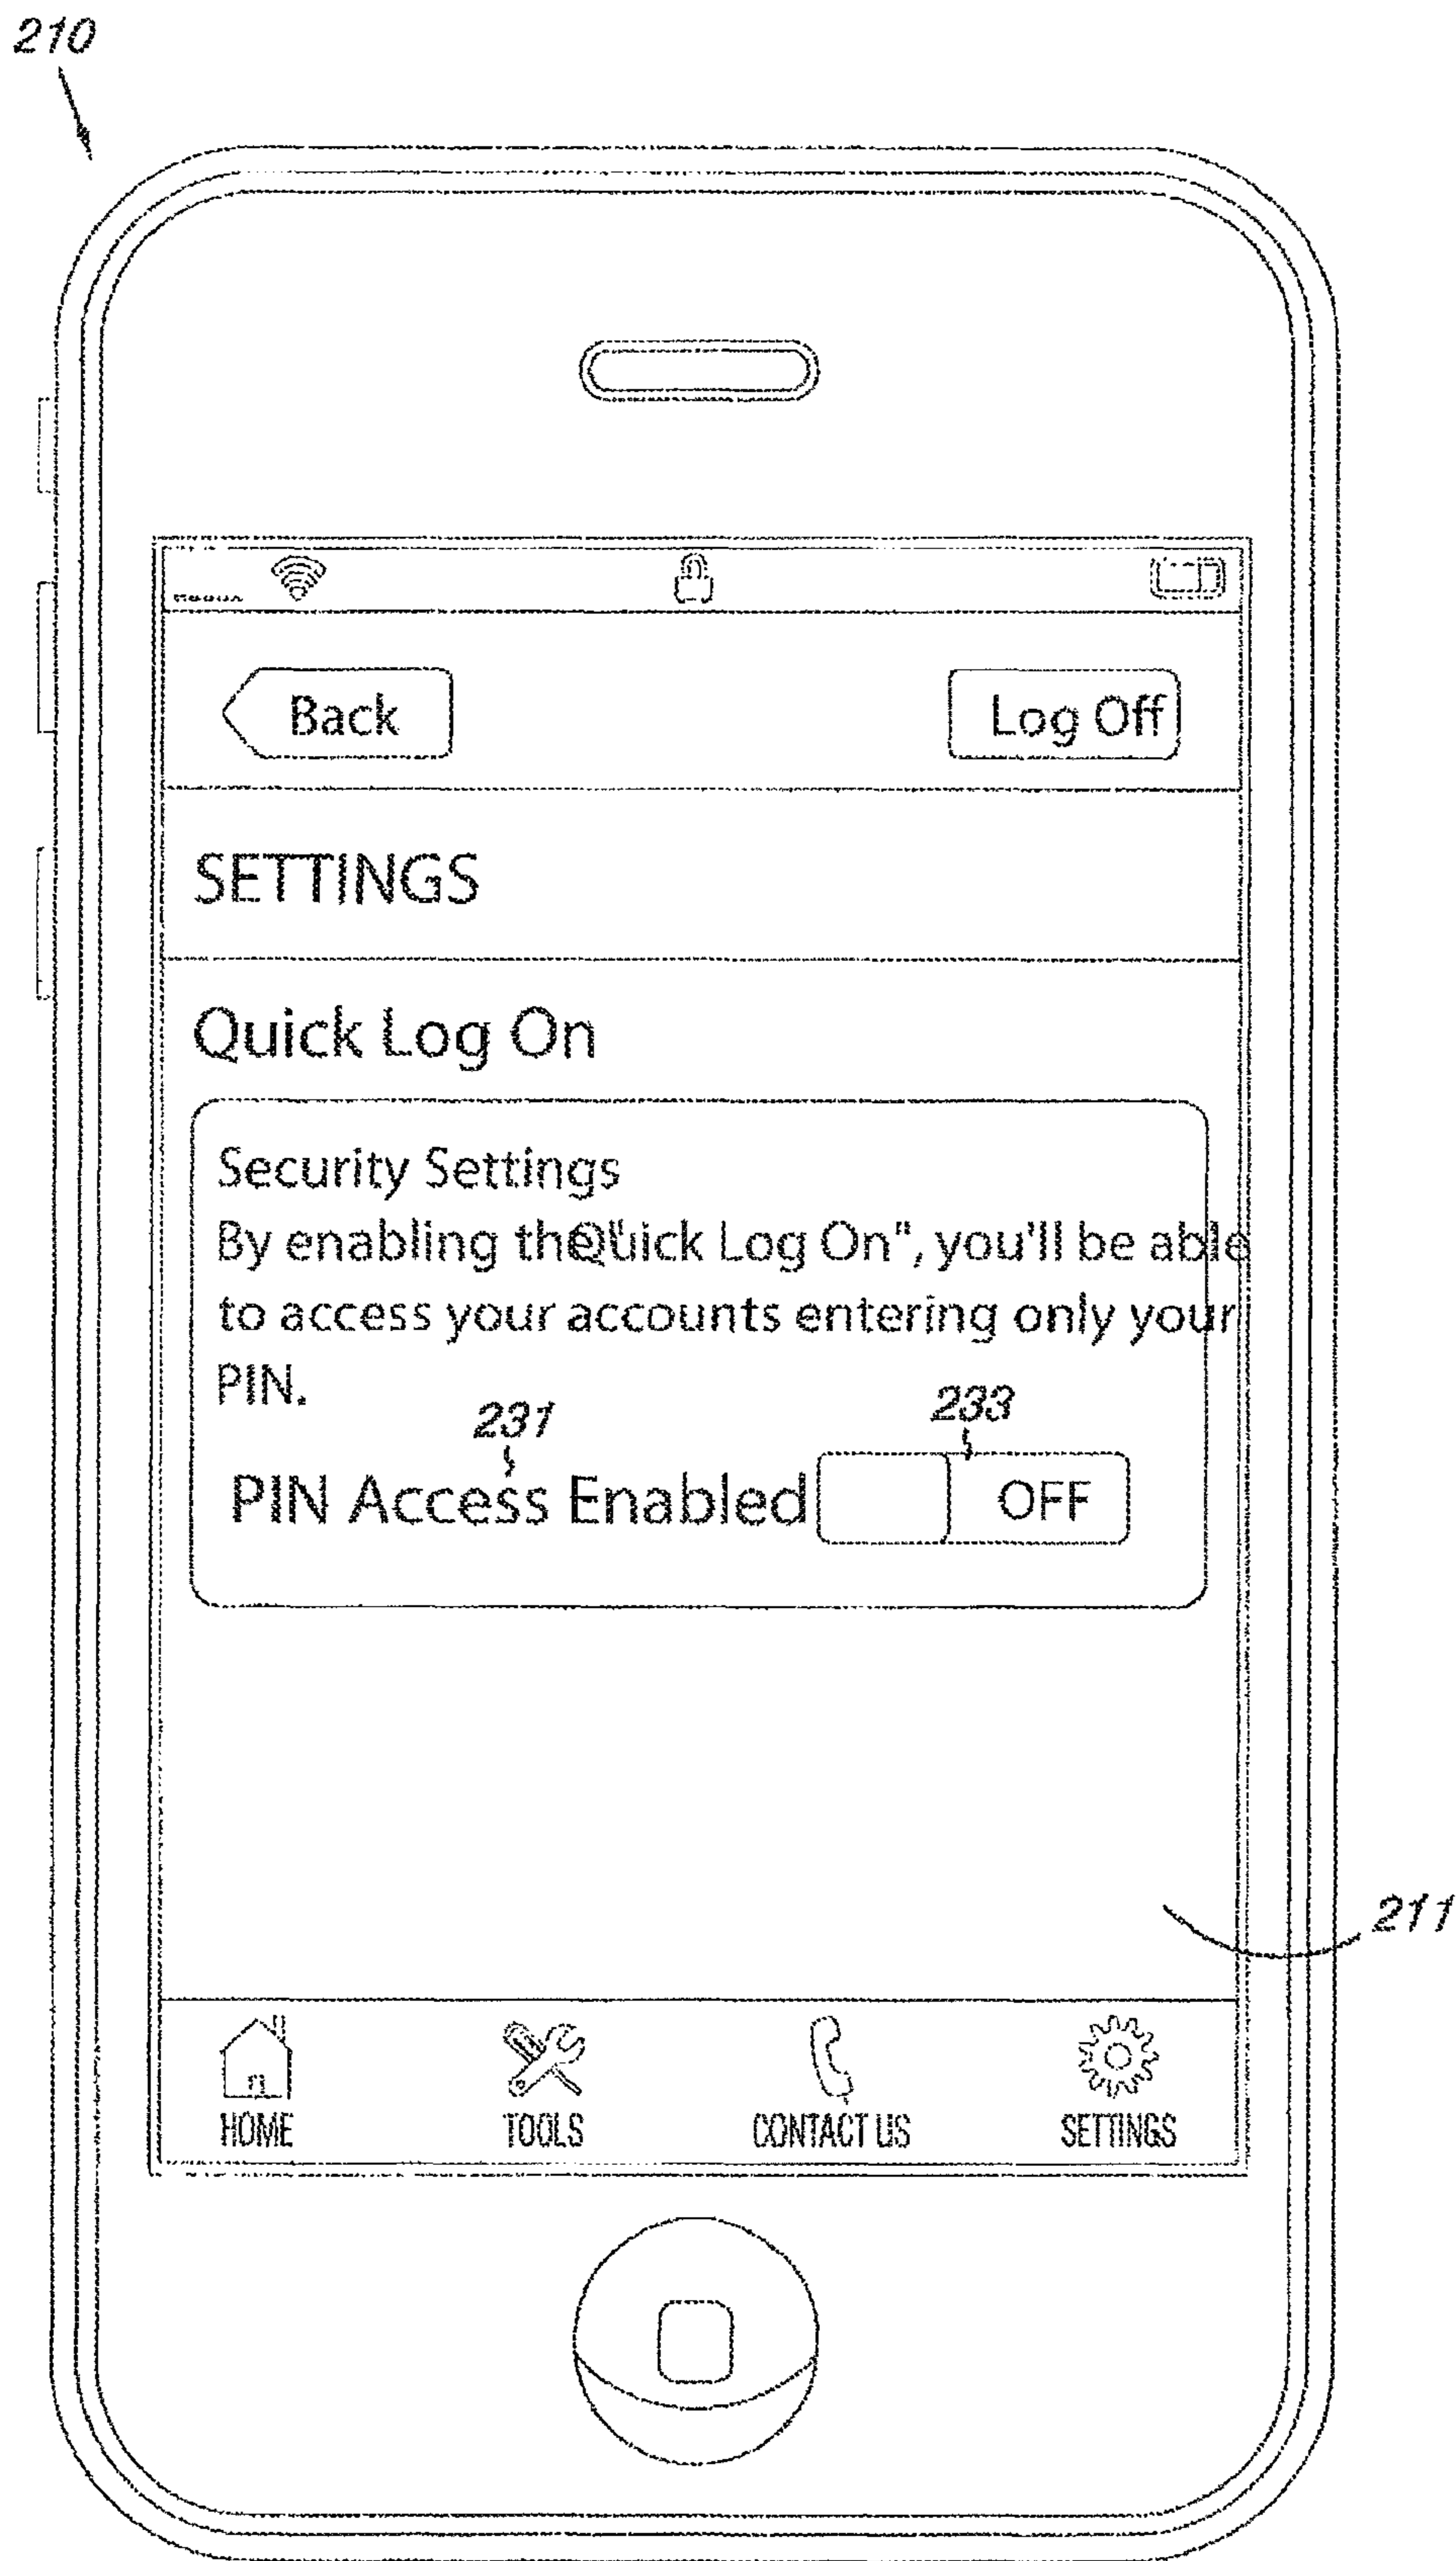 210
Back
Log Off
SETTINGS
Quick Log On
Security Settings
By enabling the "Quick Log On", you'll be able
to access your accounts entering only your
PIN.
231
233
PIN Access Enabled
OFF
211
HOME
TOOLS
CONTACT US
SETTINGS